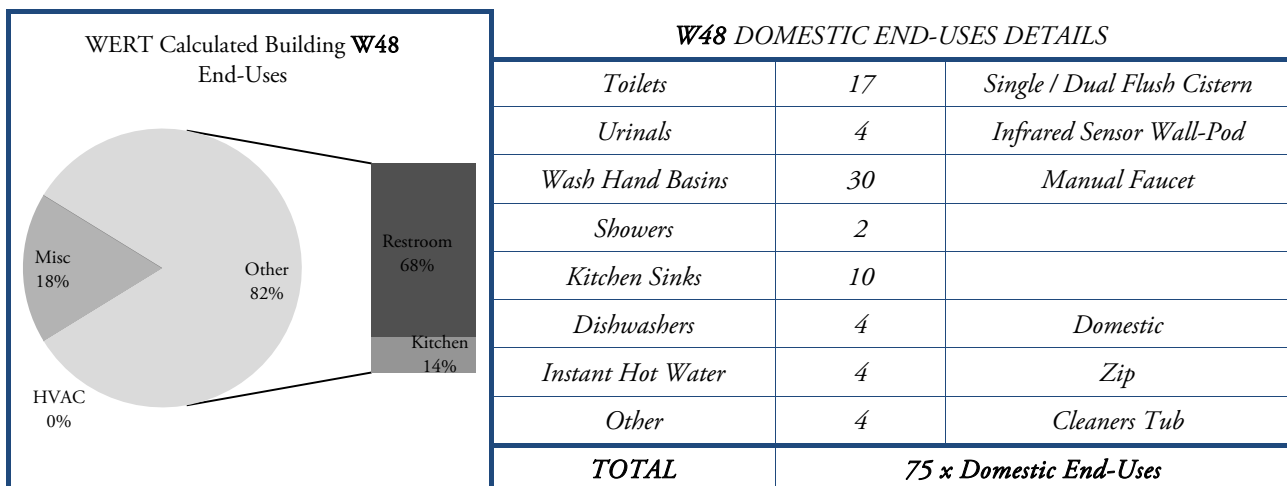 WERT Calculated Building W48
End-Uses
Misc
18%
Other
82%
HVAC
0%
Restroom
68%
Kitchen
14%
W48 DOMESTIC END-USES DETAILS
Toilets 17 Single / Dual Flush Cistern
Urinals 4 Infrared Sensor Wall-Pod
Wash Hand Basins 30 Manual Faucet
Showers 2
Kitchen Sinks 10
Dishwashers 4 Domestic
Instant Hot Water 4 Zip
Other 4 Cleaners Tub
TOTAL 75 x Domestic End-Uses